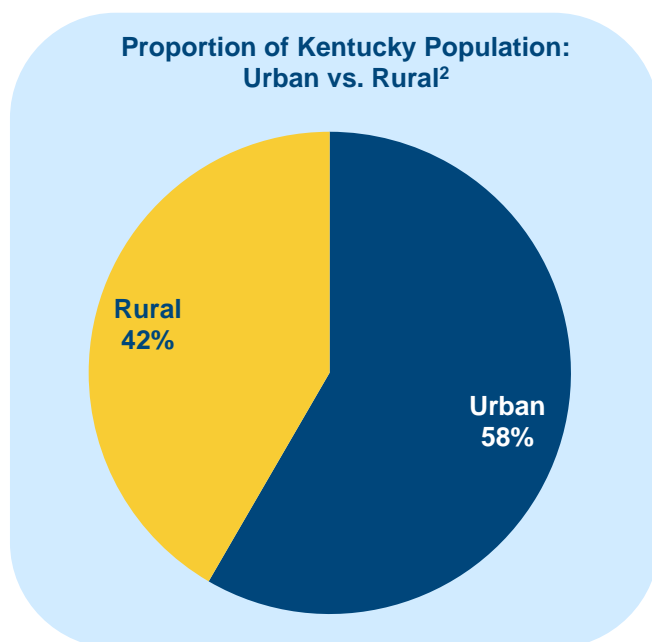 Proportion of Kentucky Population:
Urban vs. Rural²
Rural
42%
Urban
58%